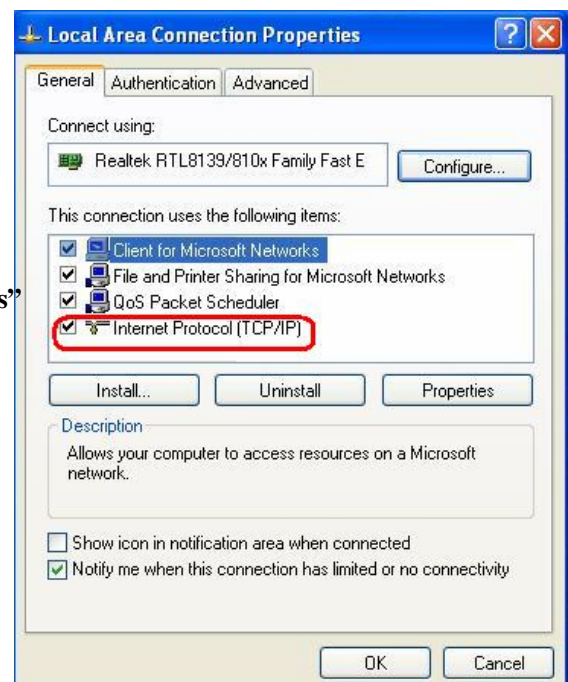 Local Area Connection Properties
General Authentication Advanced
Connect using:
Realtek RTL8139/810x Family Fast E
Configure...
This connection uses the following items:
Client for Microsoft Networks
File and Printer Sharing for Microsoft Networks
s”
QoS Packet Scheduler
Internet Protocol (TCP/IP)
Install... Uninstall Properties
Description
Allows your computer to access resources on a Microsoft
network.
Show icon in notification area when connected
Notify me when this connection has limited or no connectivity
OK Cancel